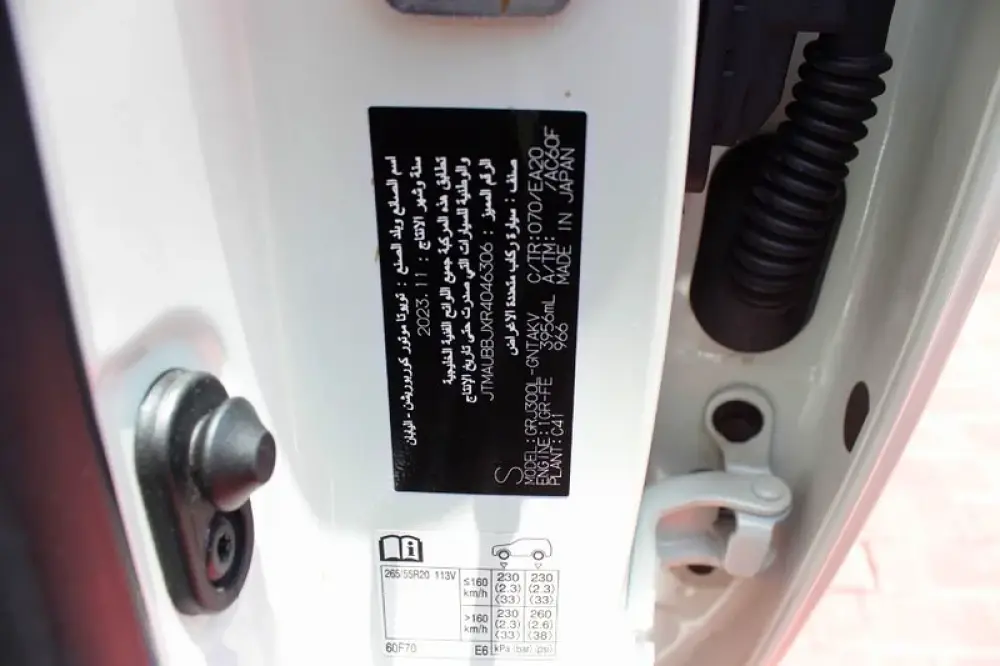 اسم الصانع وبلد الصنع : تويوتا موتور كوربوريشن - اليابان
سنة وشهر الانتاج : 2023.11
تطابق هذه المركبة جميع اللوائح الفنية الخليجية
والوطنية للسيارات التي صدرت حتى تاريخ الإنتاج
الرقم المميز : JTMAUBBJXR4046306
صنف : سيارة ركاب متعددة الاغراض
S
MODEL:GRJ300L-GNTAKV C/TR:070/EA20
ENGINE:1GR-FE 3956mL A/TM: /AC60F
PLANT:C41 966 MADE IN JAPAN
265/55R20 113V
≤160 km/h 230 (2.3) (33) 230 (2.3) (33)
>160 km/h 230 (2.3) (33) 260 (2.6) (38)
60F70 E6 kPa (bar) (psi)